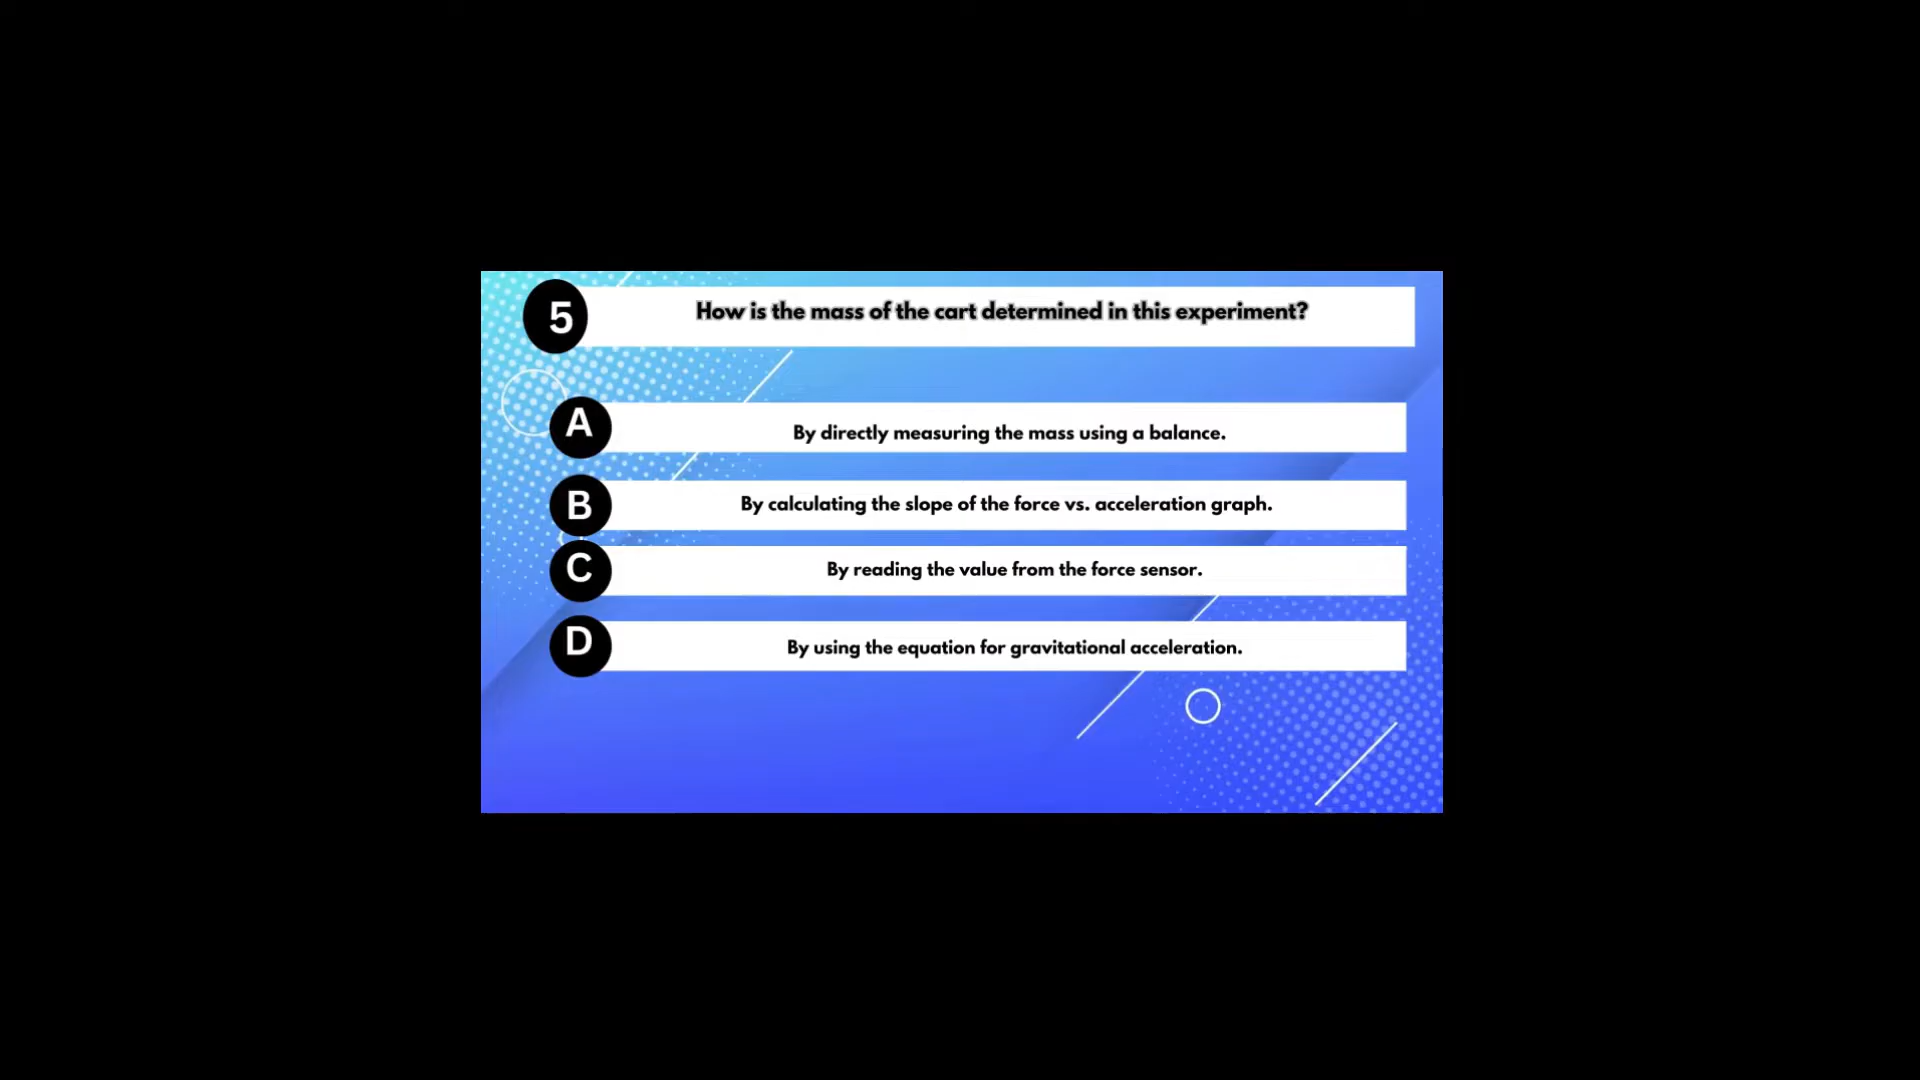 5
How is the mass of the cart determined in this experiment?
A
By directly measuring the mass using a balance.
B
By calculating the slope of the force vs. acceleration graph.
C
By reading the value from the force sensor.
D
By using the equation for gravitational acceleration.